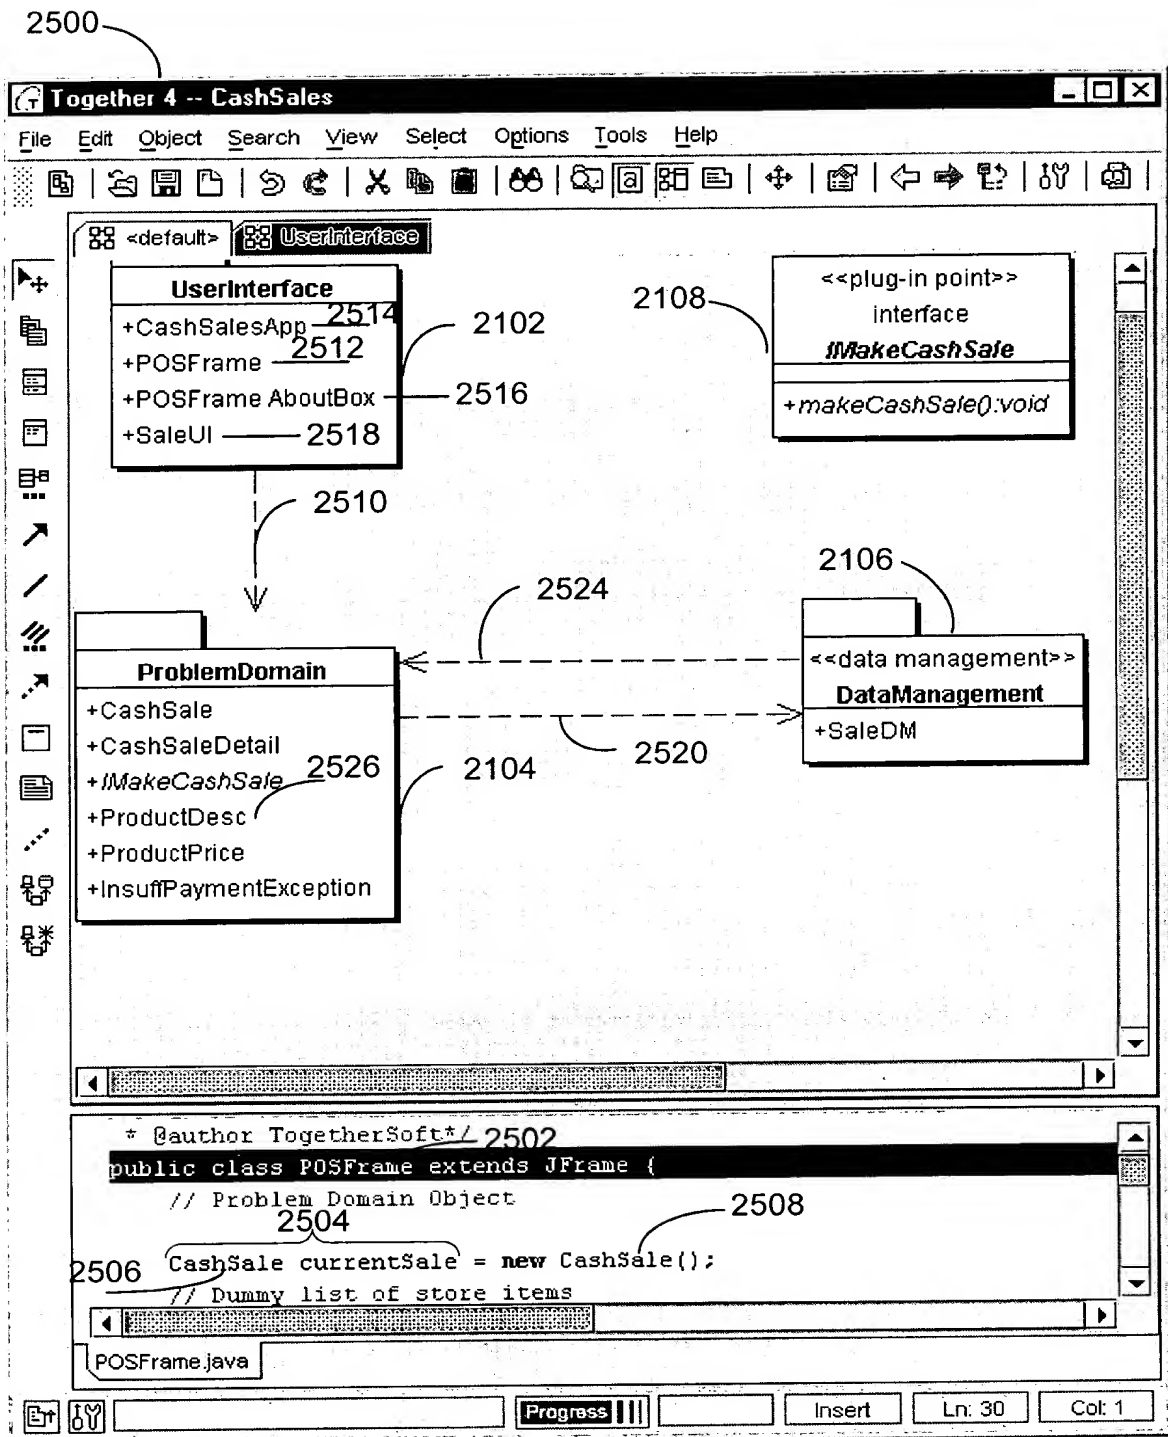 2500
Together 4 -- CashSales
File Edit Object Search View Select Options Tools Help
<default> UserInterface
UserInterface
+CashSalesApp 2514
+POSFrame 2512
+POSFrame AboutBox 2516
+SaleUI 2518
2102
2108
<<plug-in point>>
interface
IMakeCashSale
+makeCashSale():void
2510
2524
2106
ProblemDomain
+CashSale
+CashSaleDetail
+IMakeCashSale
+ProductDesc
+ProductPrice
+InsuffPaymentException
2526
2104
<<data management>>
DataManagement
+SaleDM
2520
* @author TogetherSoft*/ 2502
public class POSFrame extends JFrame {
// Problem Domain Object
2504 2508
CashSale currentSale = new CashSale();
2506
// Dummy list of store items
POSFrame.java
Progress Insert Ln: 30 Col: 1